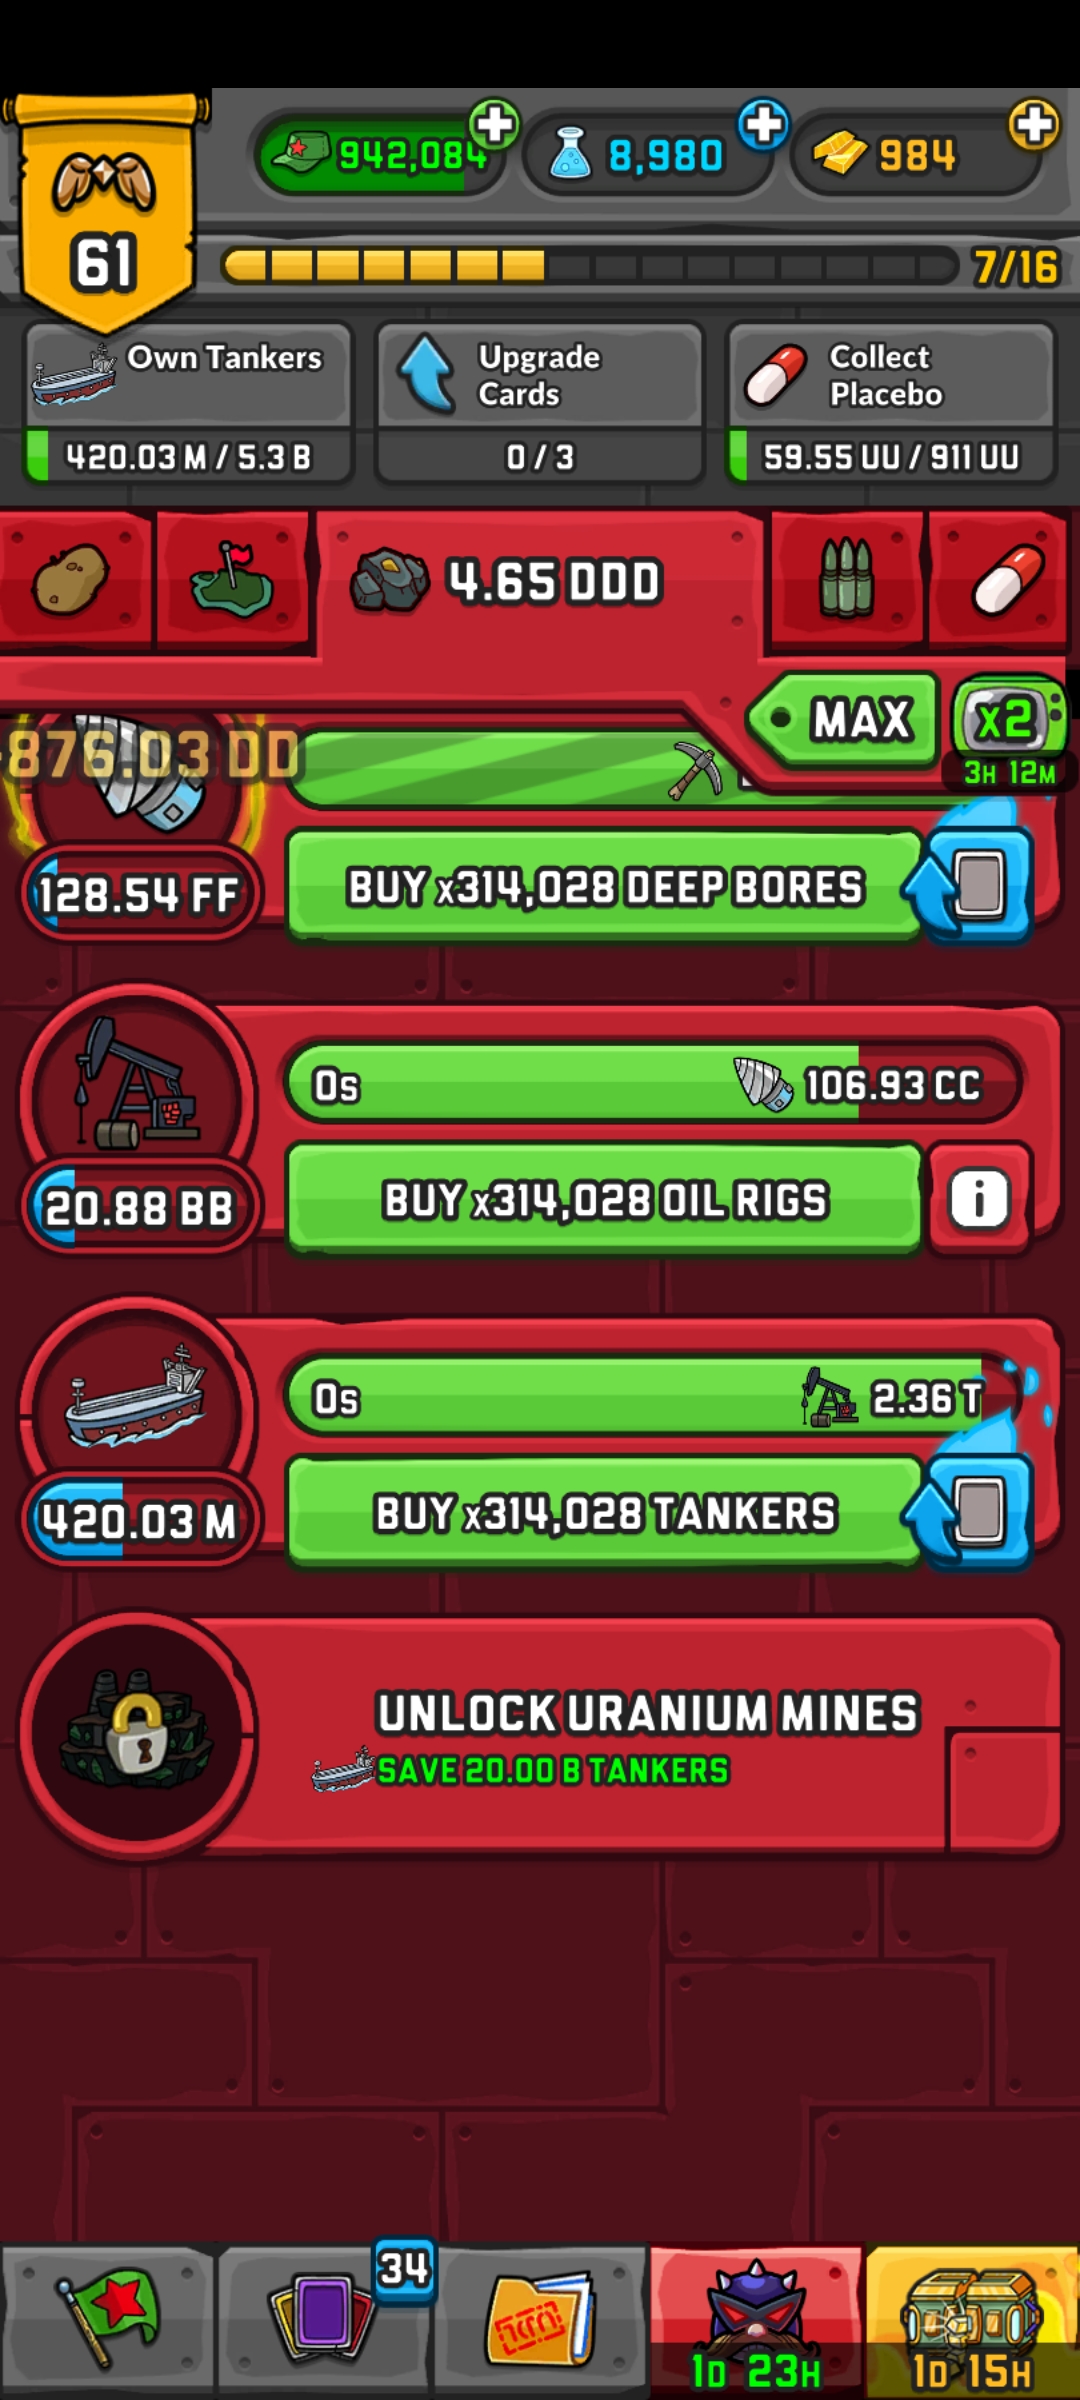 942,084
8,980
984
61
7/16
Own Tankers
420.03 M / 5.3 B
Upgrade
Cards
0 / 3
Collect
Placebo
59.55 UU / 911 UU
4.65 DDD
MAX
x2
3H 12M
876.03 DD
128.54 FF
BUY x314,028 DEEP BORES
0s
106.93 CC
20.88 BB
BUY x314,028 OIL RIGS
i
0s
2.36 T
420.03 M
BUY x314,028 TANKERS
UNLOCK URANIUM MINES
SAVE 20.00 B TANKERS
34
1D 23H
1D 15H